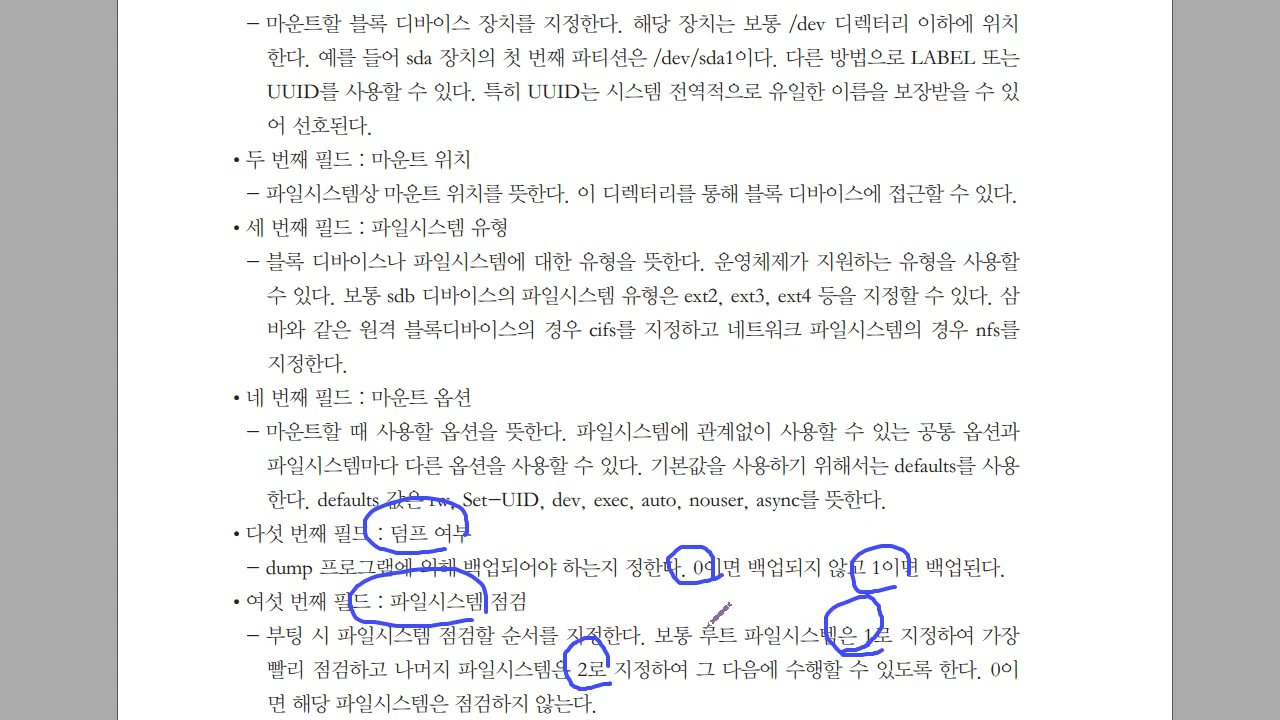 – 마운트할 블록 디바이스 장치를 지정한다. 해당 장치는 보통 /dev 디렉터리 이하에 위치
한다. 예를 들어 sda 장치의 첫 번째 파티션은 /dev/sda1이다. 다른 방법으로 LABEL 또는
UUID를 사용할 수 있다. 특히 UUID는 시스템 전역적으로 유일한 이름을 보장받을 수 있
어 선호된다.
• 두 번째 필드 : 마운트 위치
– 파일시스템상 마운트 위치를 뜻한다. 이 디렉터리를 통해 블록 디바이스에 접근할 수 있다.
• 세 번째 필드 : 파일시스템 유형
– 블록 디바이스나 파일시스템에 대한 유형을 뜻한다. 운영체제가 지원하는 유형을 사용할
수 있다. 보통 sdb 디바이스의 파일시스템 유형은 ext2, ext3, ext4 등을 지정할 수 있다. 삼
바와 같은 원격 블록디바이스의 경우 cifs를 지정하고 네트워크 파일시스템의 경우 nfs를
지정한다.
• 네 번째 필드 : 마운트 옵션
– 마운트할 때 사용할 옵션을 뜻한다. 파일시스템에 관계없이 사용할 수 있는 공통 옵션과
파일시스템마다 다른 옵션을 사용할 수 있다. 기본값을 사용하기 위해서는 defaults를 사용
한다. defaults 값은 rw, Set–UID, dev, exec, auto, nouser, async를 뜻한다.
• 다섯 번째 필드 : 덤프 여부
– dump 프로그램에 의해 백업되어야 하는지 정한다. 0이면 백업되지 않고 1이면 백업된다.
• 여섯 번째 필드 : 파일시스템 점검
– 부팅 시 파일시스템 점검할 순서를 지정한다. 보통 루트 파일시스템은 1로 지정하여 가장
빨리 점검하고 나머지 파일시스템은 2로 지정하여 그 다음에 수행할 수 있도록 한다. 0이
면 해당 파일시스템은 점검하지 않는다.